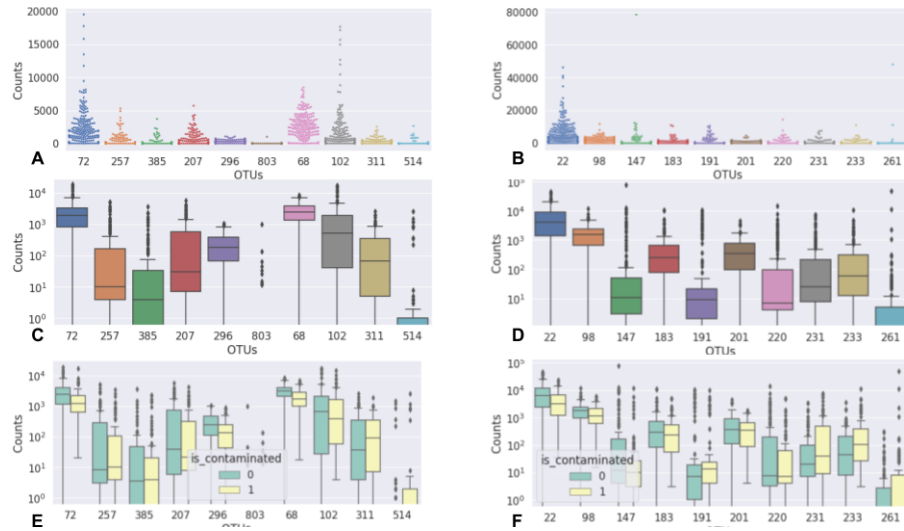 20000
15000
10000
5000
0
Counts
72 257 385 207 296 803 68 102 311 514
OTUs
A
80000
60000
40000
20000
0
Counts
22 98 147 183 191 201 220 231 233 261
OTUs
B
10⁴
10³
10²
10¹
10⁰
Counts
72 257 385 207 296 803 68 102 311 514
OTUs
C
10⁵
10⁴
10³
10²
10¹
Counts
22 98 147 183 191 201 220 231 233 261
OTUs
D
10⁴
10³
10²
10¹
10⁰
Counts
is_contaminated
0
1
72 257 385 207 296 803 68 102 311 514
E
10⁵
10⁴
10³
10²
10¹
10⁰
Counts
is_contaminated
0
1
22 98 147 183 191 201 220 231 233 261
F